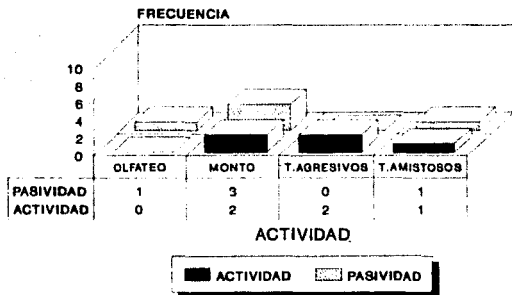 FRECUENCIA
10
8
6
4
2
0
OLFATEO MONTO T.AGRESIVOS T.AMISTOSOS
PASIVIDAD 1 3 0 1
ACTIVIDAD 0 2 2 1
ACTIVIDAD
ACTIVIDAD PASIVIDAD